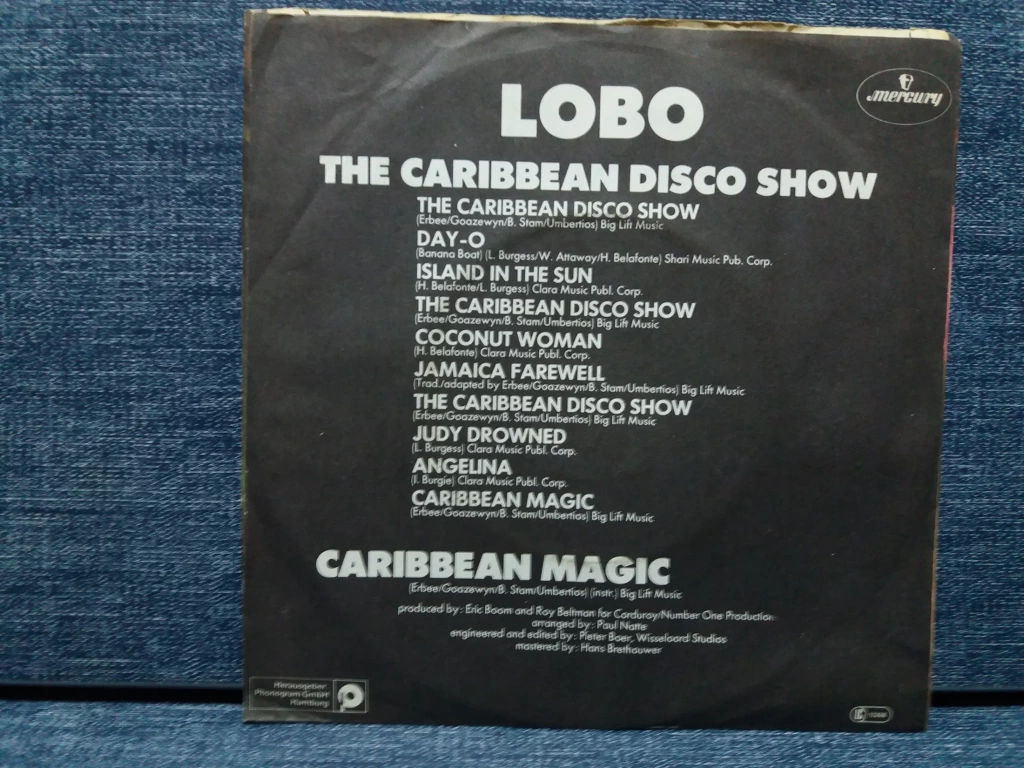 LOBO
mercury
THE CARIBBEAN DISCO SHOW
THE CARIBBEAN DISCO SHOW
(Erbee/Goazewyn/B. Stam/Umbertios) Big Lift Music
DAY-O
(Banana Boat) (L. Burgess/W. Attaway/H. Belafonte) Shari Music Pub. Corp.
ISLAND IN THE SUN
(H. Belafonte/L. Burgess) Clara Music Publ. Corp.
THE CARIBBEAN DISCO SHOW
(Erbee/Goazewyn/B. Stam/Umbertios) Big Lift Music
COCONUT WOMAN
(H. Belafonte) Clara Music Publ. Corp.
JAMAICA FAREWELL
(Trad./adapted by Erbee/Goazewyn/B. Stam/Umbertios) Big Lift Music
THE CARIBBEAN DISCO SHOW
(Erbee/Goazewyn/B. Stam/Umbertios) Big Lift Music
JUDY DROWNED
(L. Burgess) Clara Music Publ. Corp.
ANGELINA
(I. Burgie) Clara Music Publ. Corp.
CARIBBEAN MAGIC
(Erbee/Goazewyn/B. Stam/Umbertios) Big Lift Music
CARIBBEAN MAGIC
(Erbee/Goazewyn/B. Stam/Umbertios) (instr.) Big Lift Music
produced by: Eric Boom and Roy Beltman for Corduroy/Number One Production
arranged by: Paul Natte
engineered and edited by: Pieter Boer, Wisseloord Studios
mastered by: Hans Brethouwer
Herausgeber:
Phonogram GmbH
Hamburg
LC